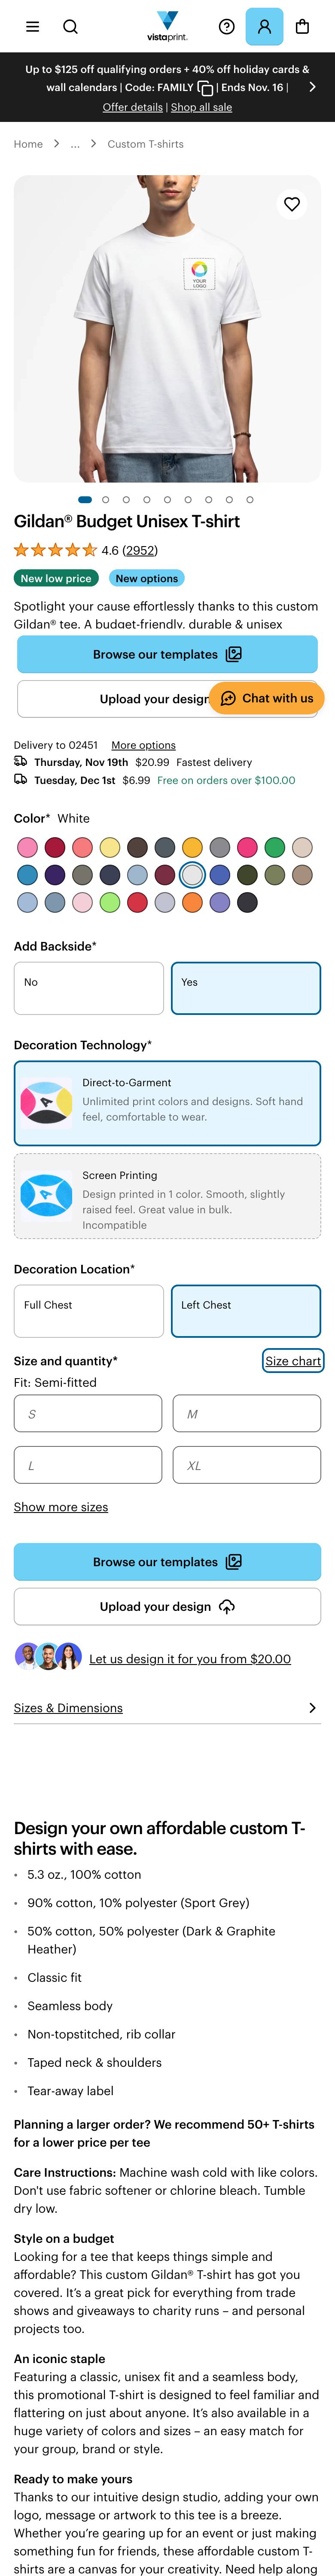 vistaprint.
Up to $125 off qualifying orders + 40% off holiday cards &
wall calendars | Code: FAMILY | Ends Nov. 16 |
Offer details | Shop all sale
Home > ... > Custom T-shirts
YOUR
LOGO
Gildan® Budget Unisex T-shirt
4.6 (2952)
New low price New options
Spotlight your cause effortlessly thanks to this custom
Gildan® tee. A budget-friendly, durable & unisex
Browse our templates
Upload your design
Chat with us
Delivery to 02451 More options
Thursday, Nov 19th $20.99 Fastest delivery
Tuesday, Dec 1st $6.99 Free on orders over $100.00
Color* White
Add Backside*
No Yes
Decoration Technology*
Direct-to-Garment
Unlimited print colors and designs. Soft hand
feel, comfortable to wear.
Screen Printing
Design printed in 1 color. Smooth, slightly
raised feel. Great value in bulk.
Incompatible
Decoration Location*
Full Chest Left Chest
Size and quantity* Size chart
Fit: Semi-fitted
S M
L XL
Show more sizes
Browse our templates
Upload your design
Let us design it for you from $20.00
Sizes & Dimensions
Design your own affordable custom T-
shirts with ease.
• 5.3 oz., 100% cotton
• 90% cotton, 10% polyester (Sport Grey)
• 50% cotton, 50% polyester (Dark & Graphite
Heather)
• Classic fit
• Seamless body
• Non-topstitched, rib collar
• Taped neck & shoulders
• Tear-away label
Planning a larger order? We recommend 50+ T-shirts
for a lower price per tee
Care Instructions: Machine wash cold with like colors.
Don't use fabric softener or chlorine bleach. Tumble
dry low.
Style on a budget
Looking for a tee that keeps things simple and
affordable? This custom Gildan® T-shirt has got you
covered. It's a great pick for everything from trade
shows and giveaways to charity runs – and personal
projects too.
An iconic staple
Featuring a classic, unisex fit and a seamless body,
this promotional T-shirt is designed to feel familiar and
flattering on just about anyone. It's also available in a
huge variety of colors and sizes – an easy match for
your group, brand or style.
Ready to make yours
Thanks to our intuitive design studio, adding your own
logo, message or artwork to this tee is a breeze.
Whether you're gearing up for an event or just making
something fun for friends, these affordable custom T-
shirts are a canvas for your creativity. Need help along